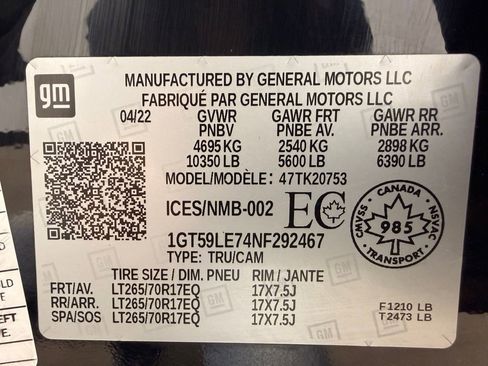 gm
MANUFACTURED BY GENERAL MOTORS LLC
FABRIQUÉ PAR GENERAL MOTORS LLC
04/22 GVWR GAWR FRT GAWR RR
PNBV PNBE AV. PNBE ARR.
4695 KG 2540 KG 2898 KG
10350 LB 5600 LB 6390 LB
MODEL/MODÈLE: 47TK20753
ICES/NMB-002 EC
CANADA
CMVSS 985 NSVAC
TRANSPORT
1GT59LE74NF292467
TYPE: TRU/CAM
TIRE SIZE / DIM. PNEU RIM / JANTE
FRT/AV. LT265/70R17EQ 17X7.5J
RR/ARR. LT265/70R17EQ 17X7.5J
SPA/SOS LT265/70R17EQ 17X7.5J
F1210 LB
T2473 LB